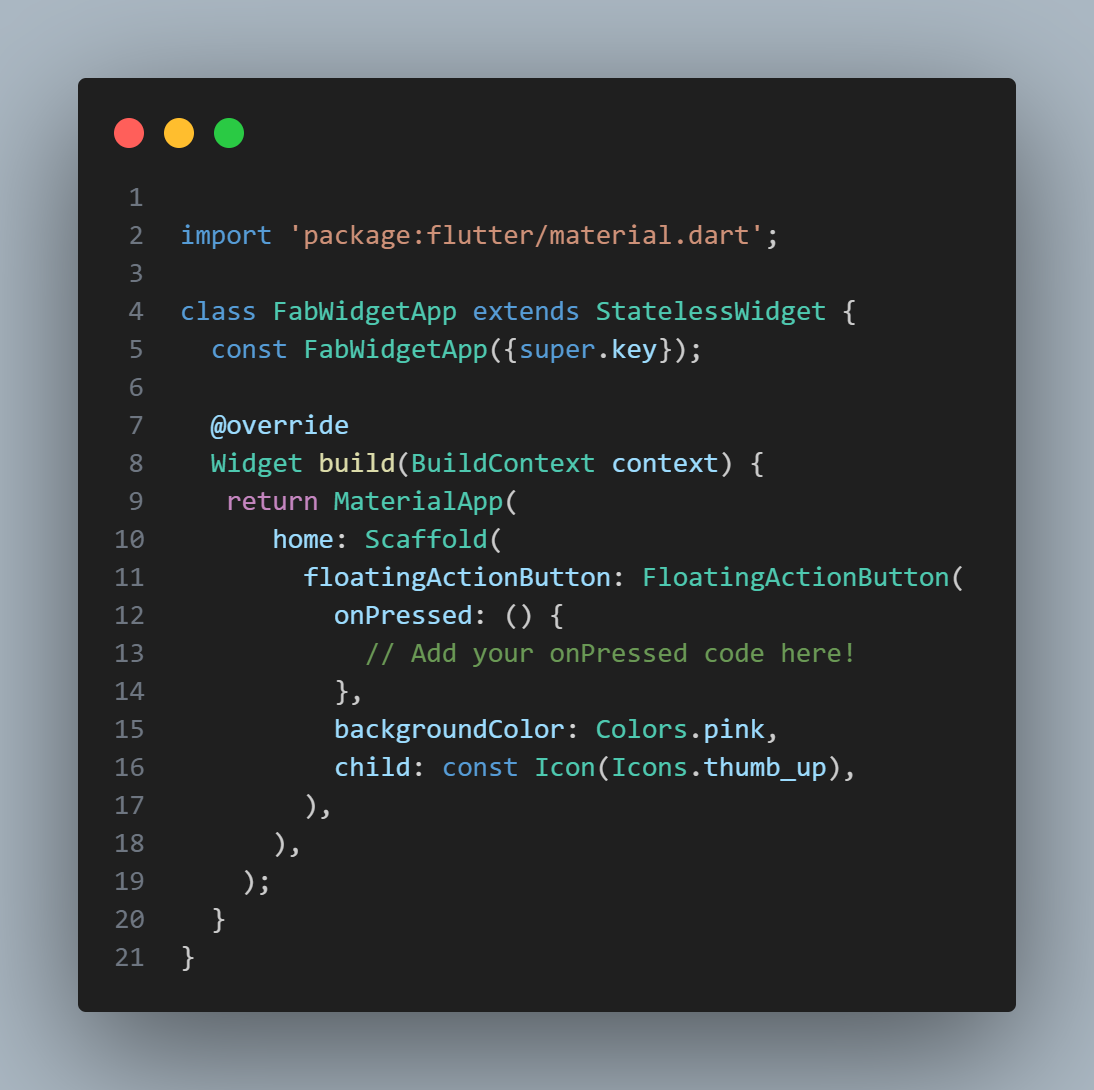 1
2 import 'package:flutter/material.dart';
3
4 class FabWidgetApp extends StatelessWidget {
5   const FabWidgetApp({super.key});
6
7   @override
8   Widget build(BuildContext context) {
9    return MaterialApp(
10       home: Scaffold(
11         floatingActionButton: FloatingActionButton(
12           onPressed: () {
13             // Add your onPressed code here!
14           },
15           backgroundColor: Colors.pink,
16           child: const Icon(Icons.thumb_up),
17         ),
18       ),
19     );
20   }
21 }